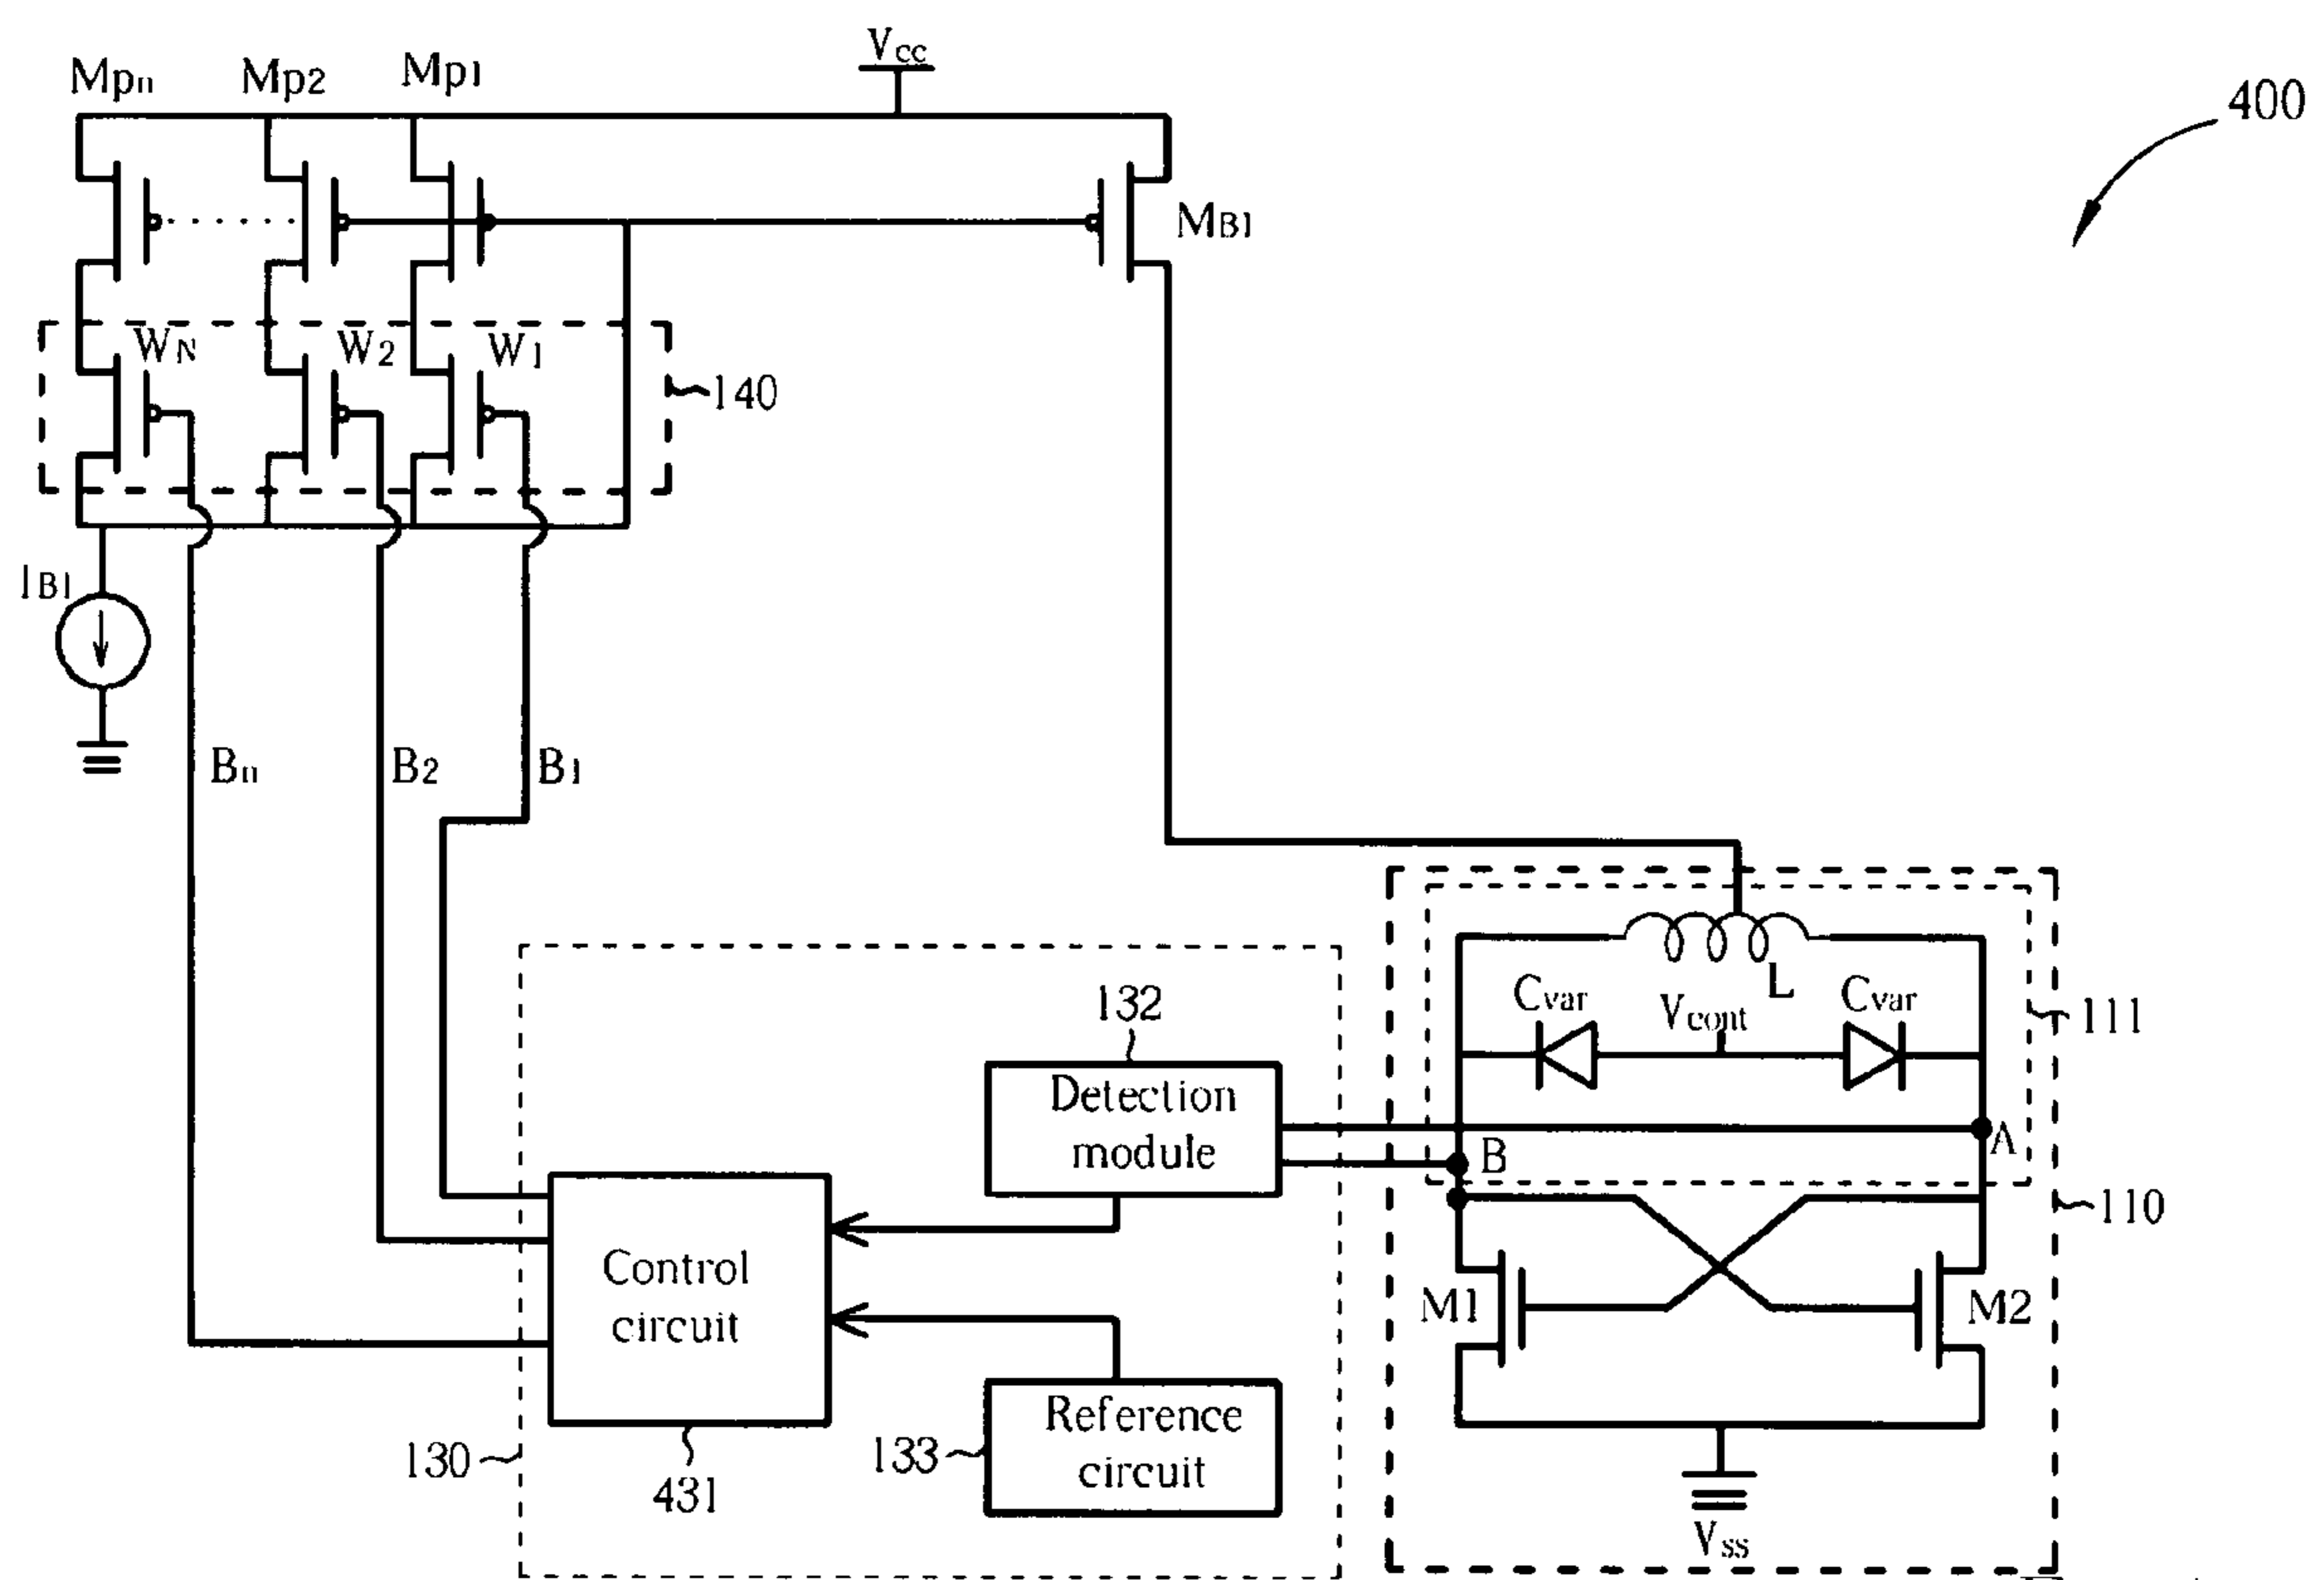 Vcc
Mpn Mp2 Mp1
400
MB1
WN W2 W1
140
IB1
Bn B2 B1
132
Cvar Vcont L Cvar
111
Detection
module
B A
110
Control
circuit
M1 M2
Reference
circuit
133
130
431
Vss